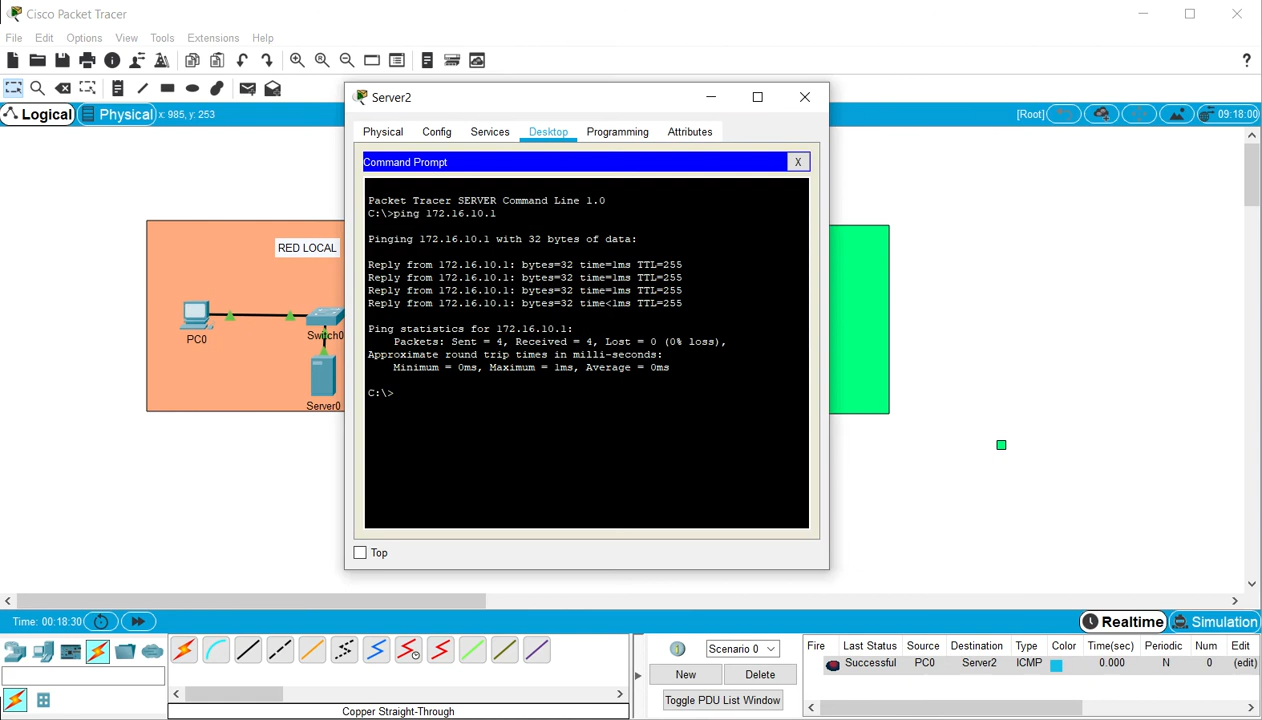 Cisco Packet Tracer
File Edit Options View Tools Extensions Help
?
Logical Physical x: 985, y: 253 [Root] 09:18:00
Server2
Physical Config Services Desktop Programming Attributes
Command Prompt X
Packet Tracer SERVER Command Line 1.0
C:\>ping 172.16.10.1
Pinging 172.16.10.1 with 32 bytes of data:
Reply from 172.16.10.1: bytes=32 time=1ms TTL=255
Reply from 172.16.10.1: bytes=32 time=1ms TTL=255
Reply from 172.16.10.1: bytes=32 time=1ms TTL=255
Reply from 172.16.10.1: bytes=32 time<1ms TTL=255
Ping statistics for 172.16.10.1:
Packets: Sent = 4, Received = 4, Lost = 0 (0% loss),
Approximate round trip times in milli-seconds:
Minimum = 0ms, Maximum = 1ms, Average = 0ms
C:\>
Top
RED LOCAL
PC0
Switch0
Server0
Time: 00:18:30 Realtime Simulation
Scenario 0
New Delete
Toggle PDU List Window
Fire Last Status Source Destination Type Color Time(sec) Periodic Num Edit
Successful PC0 Server2 ICMP 0.000 N 0 (edit)
Copper Straight-Through